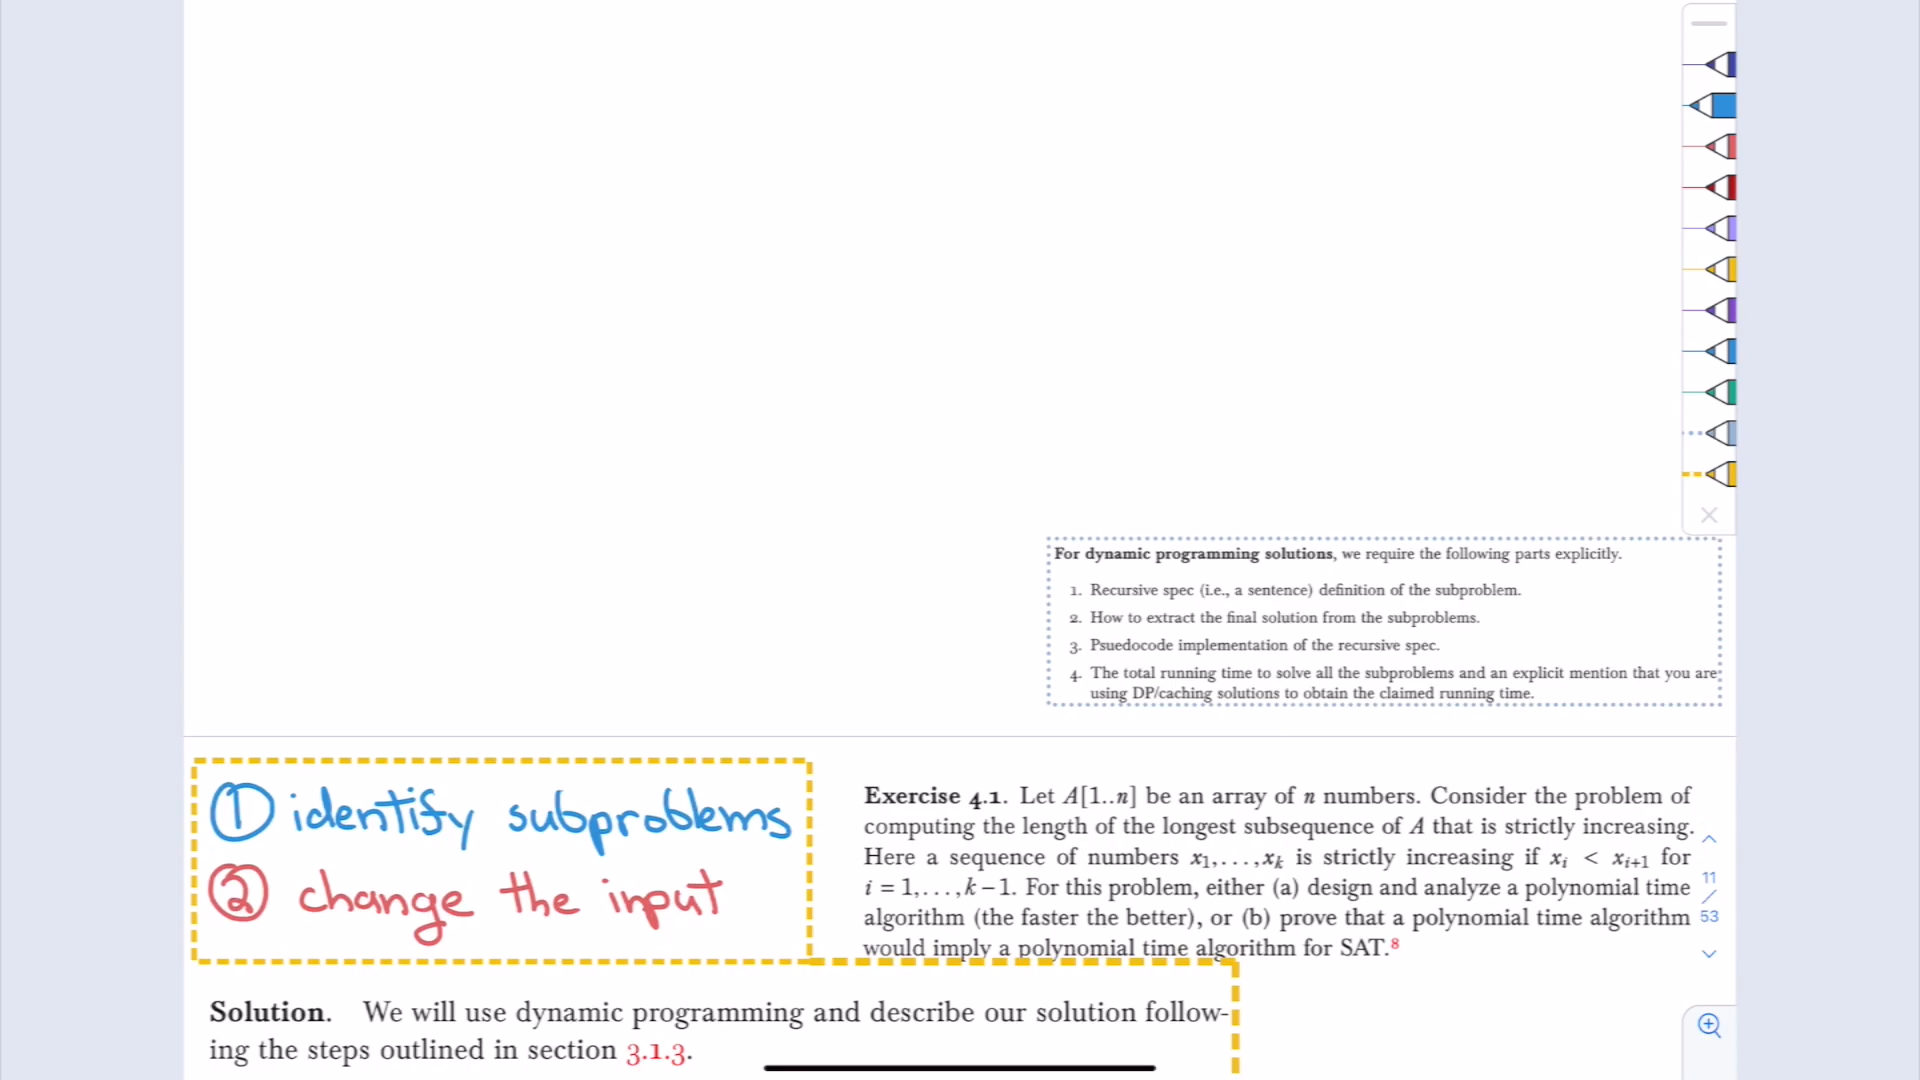 For dynamic programming solutions, we require the following parts explicitly.
1. Recursive spec (i.e., a sentence) definition of the subproblem.
2. How to extract the final solution from the subproblems.
3. Psuedocode implementation of the recursive spec.
4. The total running time to solve all the subproblems and an explicit mention that you are
using DP/caching solutions to obtain the claimed running time.
① identify subproblems
② change the input
Exercise 4.1. Let A[1..n] be an array of n numbers. Consider the problem of
computing the length of the longest subsequence of A that is strictly increasing.
Here a sequence of numbers x₁,...,xₖ is strictly increasing if xᵢ < xᵢ₊₁ for
i = 1,...,k−1. For this problem, either (a) design and analyze a polynomial time
algorithm (the faster the better), or (b) prove that a polynomial time algorithm
would imply a polynomial time algorithm for SAT.⁸
11
/
53
Solution. We will use dynamic programming and describe our solution follow-
ing the steps outlined in section 3.1.3.